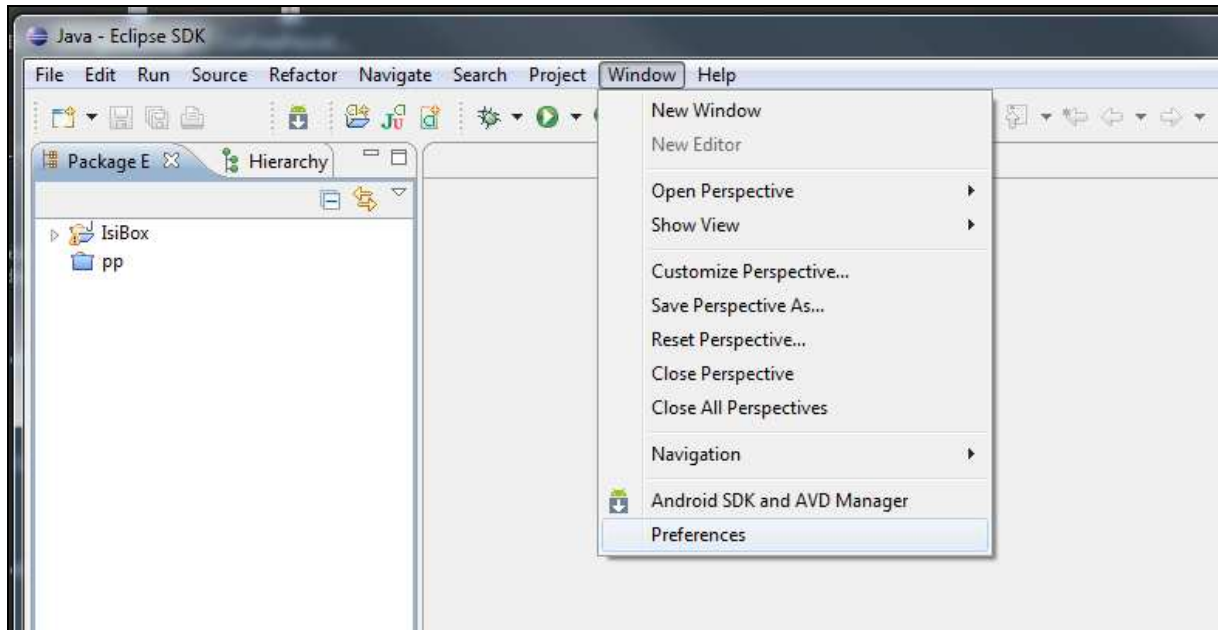 Java - Eclipse SDK
File Edit Run Source Refactor Navigate Search Project Window Help
Package E Hierarchy
IsiBox
pp
New Window
New Editor
Open Perspective
Show View
Customize Perspective...
Save Perspective As...
Reset Perspective...
Close Perspective
Close All Perspectives
Navigation
Android SDK and AVD Manager
Preferences